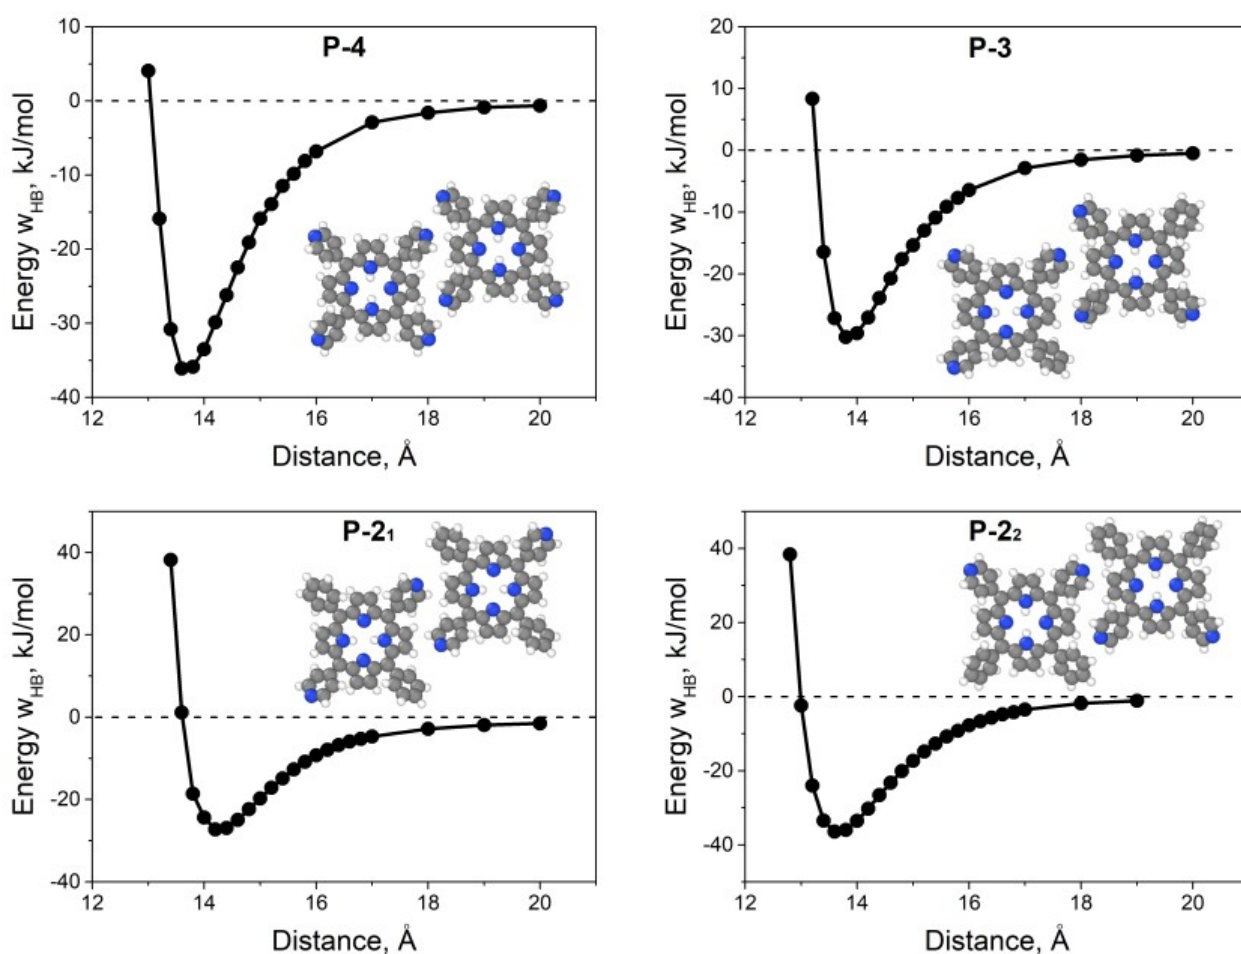 P-4
Energy w_HB, kJ/mol
10
0
-10
-20
-30
-40
12 14 16 18 20
Distance, Å
P-3
Energy w_HB, kJ/mol
20
10
0
-10
-20
-30
-40
12 14 16 18 20
Distance, Å
P-2₁
Energy w_HB, kJ/mol
40
20
0
-20
-40
12 14 16 18 20
Distance, Å
P-2₂
Energy w_HB, kJ/mol
40
20
0
-20
-40
12 14 16 18 20
Distance, Å